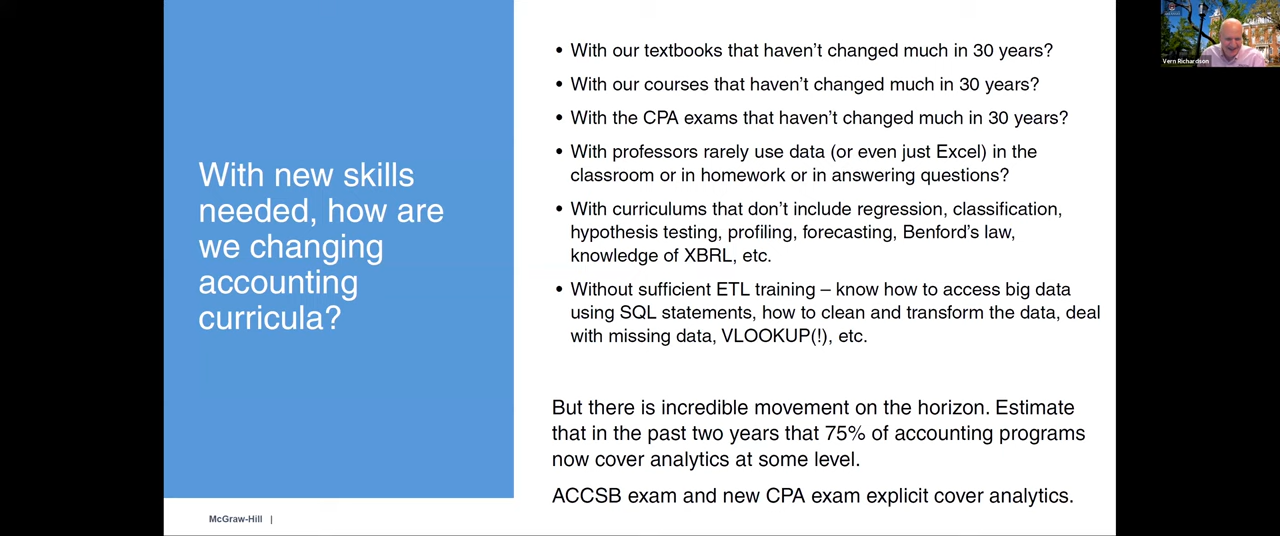 With new skills
needed, how are
we changing
accounting
curricula?
• With our textbooks that haven't changed much in 30 years?
• With our courses that haven't changed much in 30 years?
• With the CPA exams that haven't changed much in 30 years?
• With professors rarely use data (or even just Excel) in the
classroom or in homework or in answering questions?
• With curriculums that don't include regression, classification,
hypothesis testing, profiling, forecasting, Benford's law,
knowledge of XBRL, etc.
• Without sufficient ETL training – know how to access big data
using SQL statements, how to clean and transform the data, deal
with missing data, VLOOKUP(!), etc.
But there is incredible movement on the horizon. Estimate
that in the past two years that 75% of accounting programs
now cover analytics at some level.
ACCSB exam and new CPA exam explicit cover analytics.
McGraw-Hill |
Vern Richardson